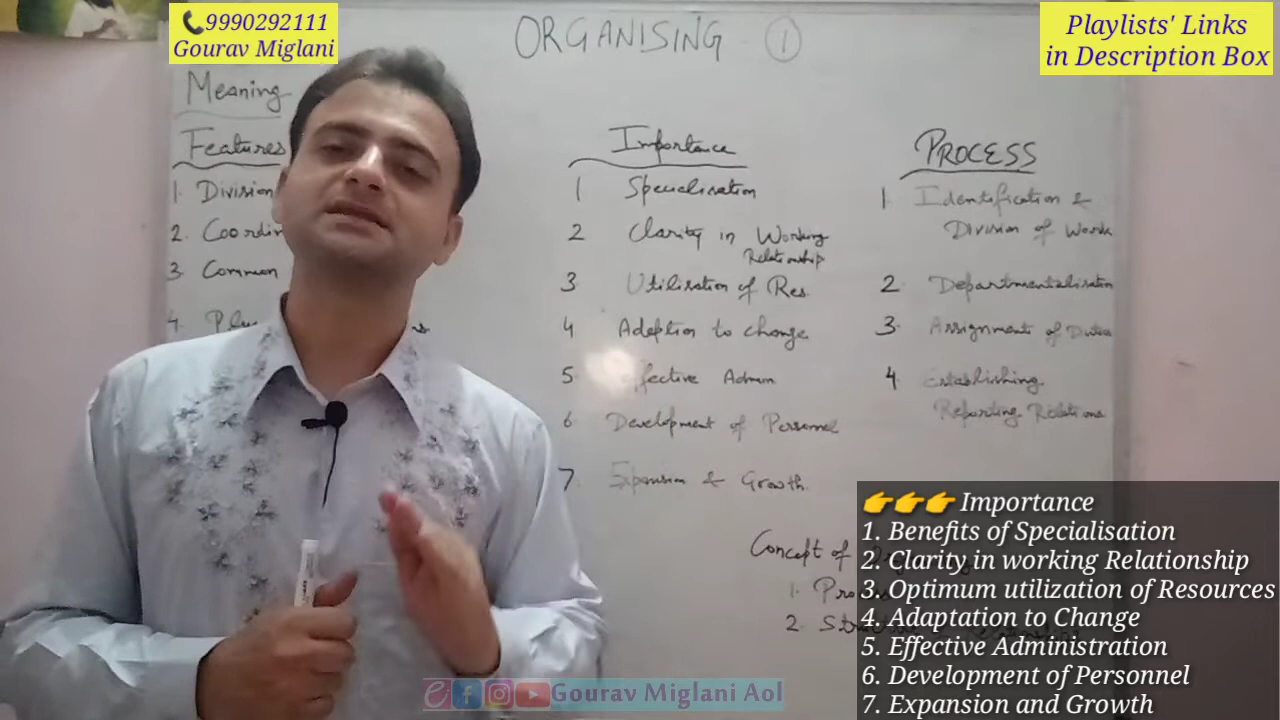 📞9990292111
Gourav Miglani
Playlists' Links
in Description Box
ORGANISING - ①
Meaning
Features
1. Division
2. Coordin
3. Common
4. Plu
Importance
1 Specialisation
2 Clarity in Working
Relationship
3 Utilisation of Res.
4 Adaption to change
5 Effective Admn
6 Development of Personnel
7. Expansion & Growth.
PROCESS
1. Identification &
Division of Work
2. Departmentalisation
3. Assignment of Duties
4 Establishing
Reporting Relations
Concept of
1. Pro
2. St
👉👉👉 Importance
1. Benefits of Specialisation
2. Clarity in working Relationship
3. Optimum utilization of Resources
4. Adaptation to Change
5. Effective Administration
6. Development of Personnel
7. Expansion and Growth
Gourav Miglani Aol